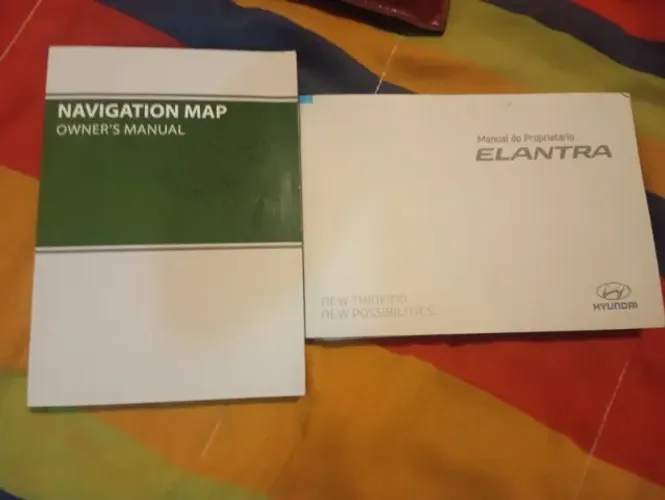 NAVIGATION MAP
OWNER'S MANUAL
Manual do Proprietário
ELANTRA
NEW THINKING.
NEW POSSIBILITIES.
HYUNDAI